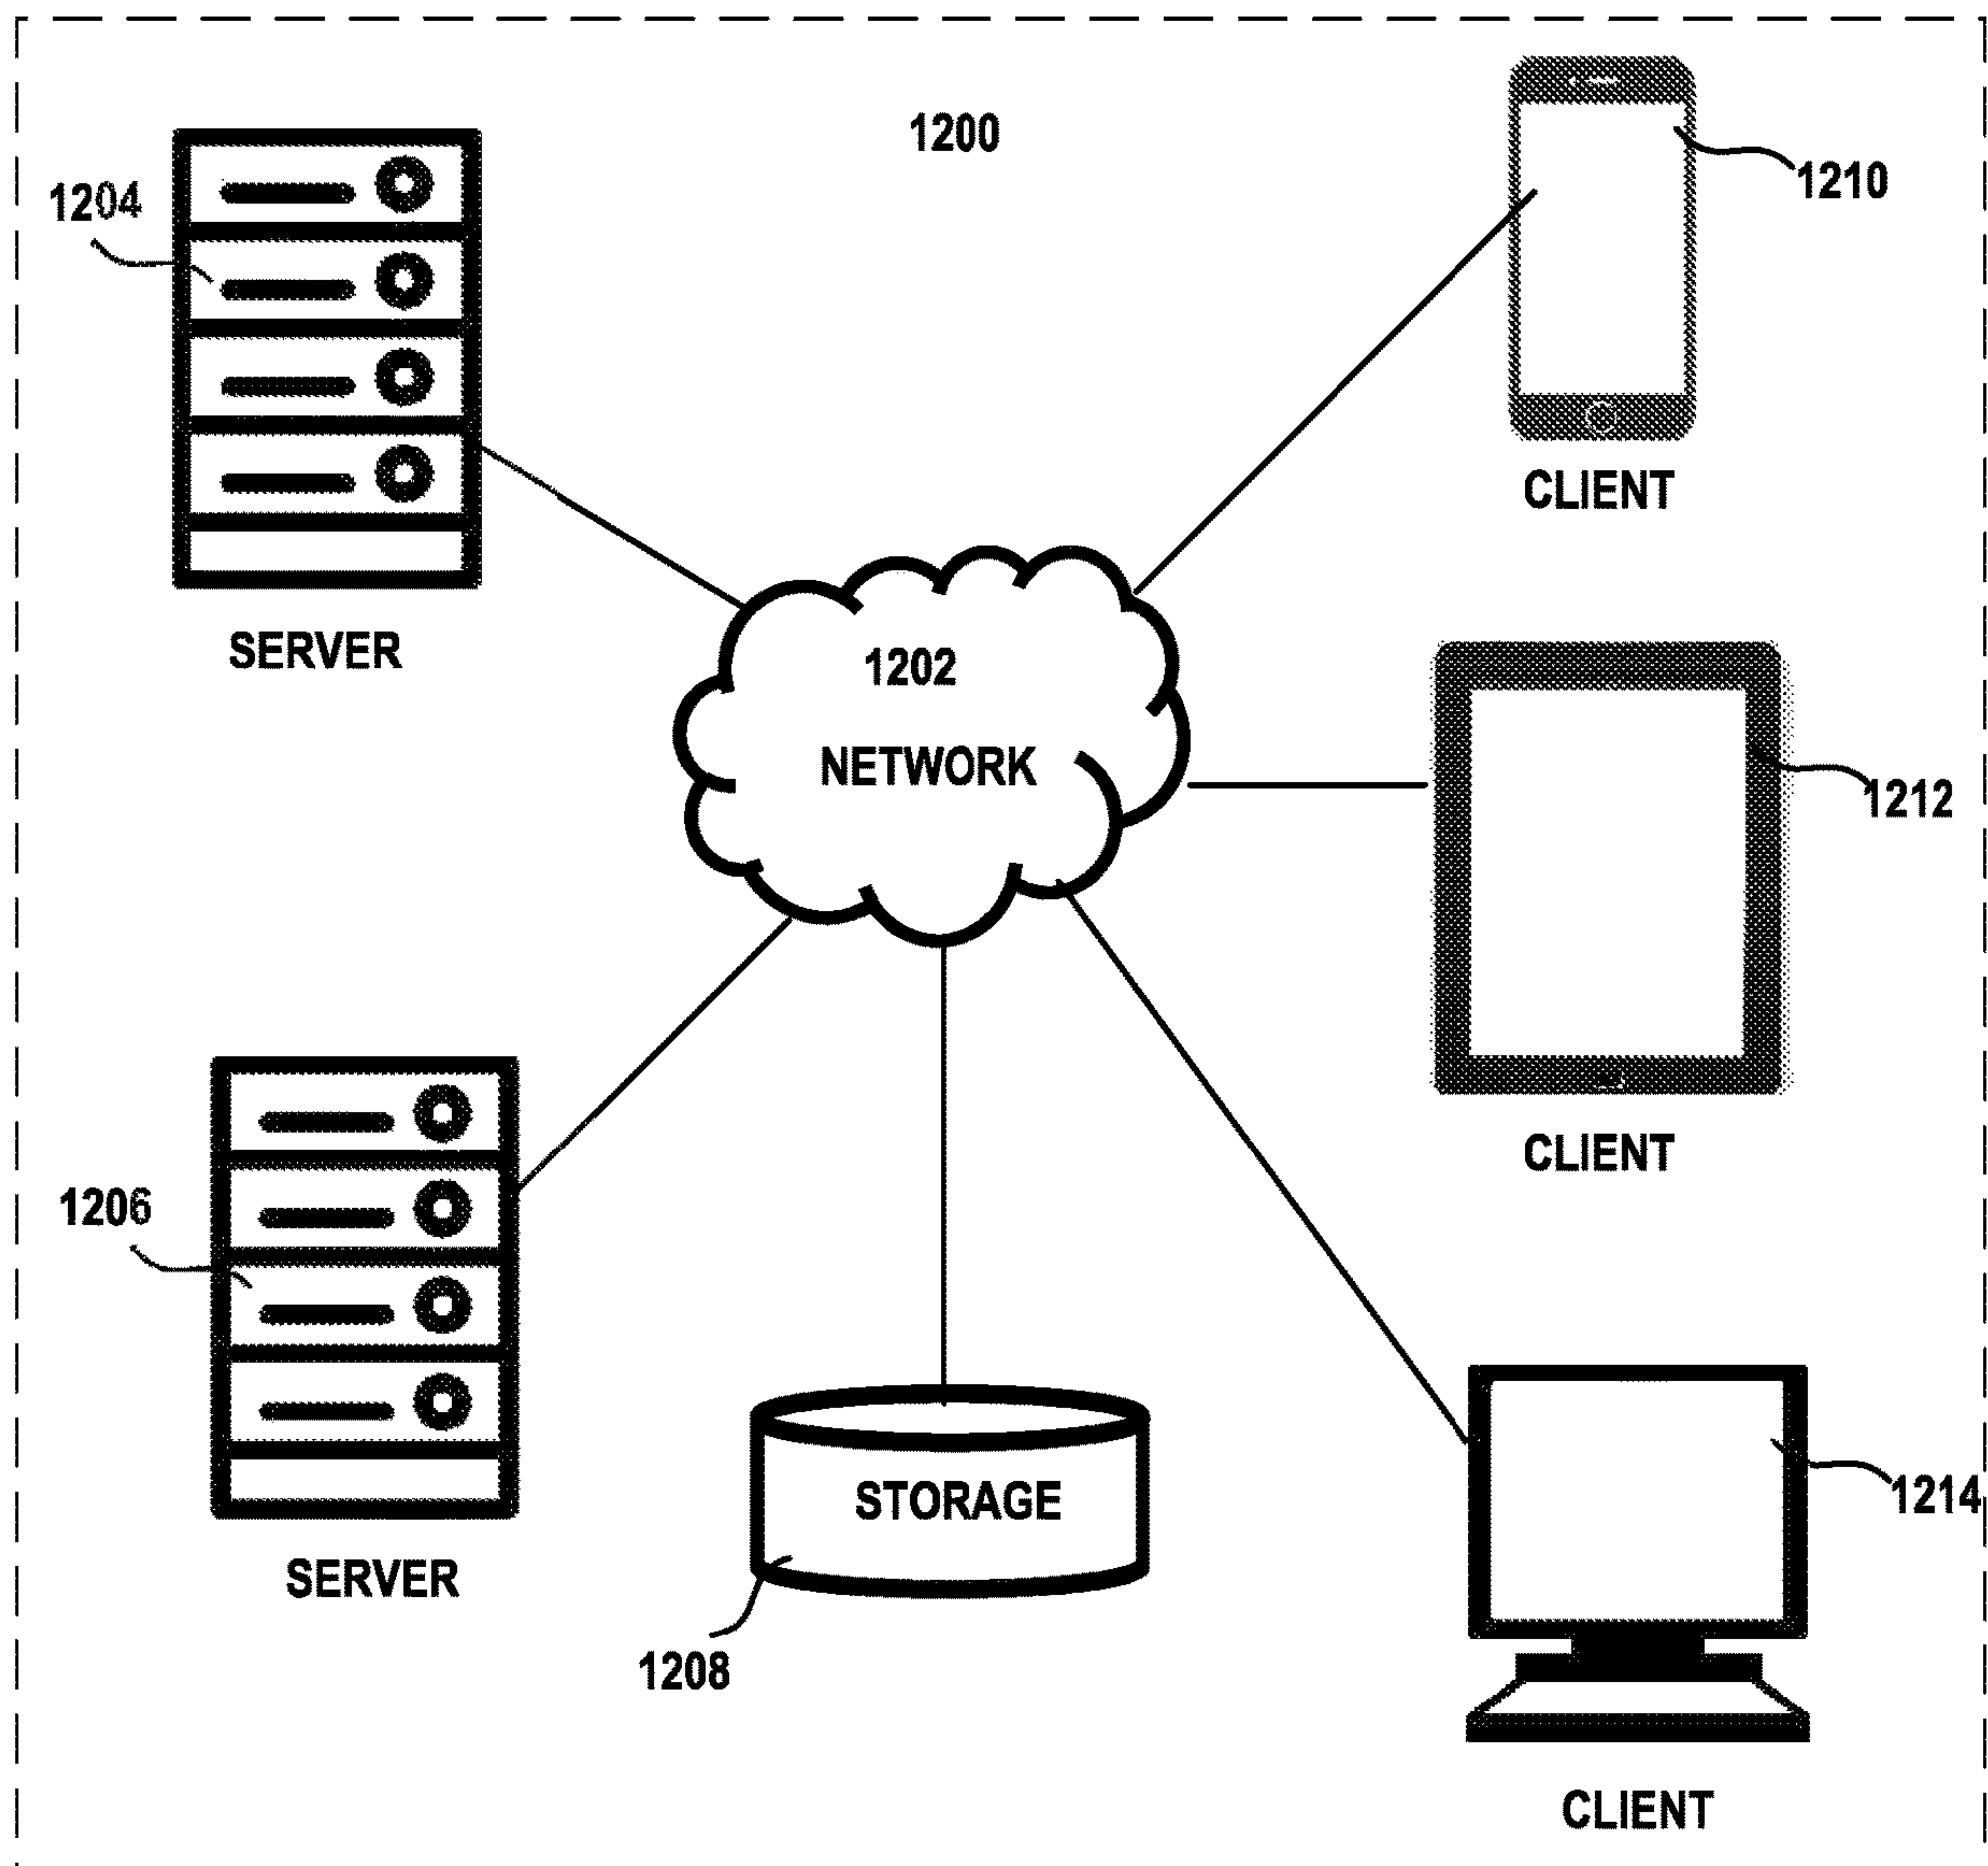 1200
1210
1204
CLIENT
SERVER
1202
NETWORK
1212
CLIENT
1206
STORAGE
1214
SERVER
1208
CLIENT